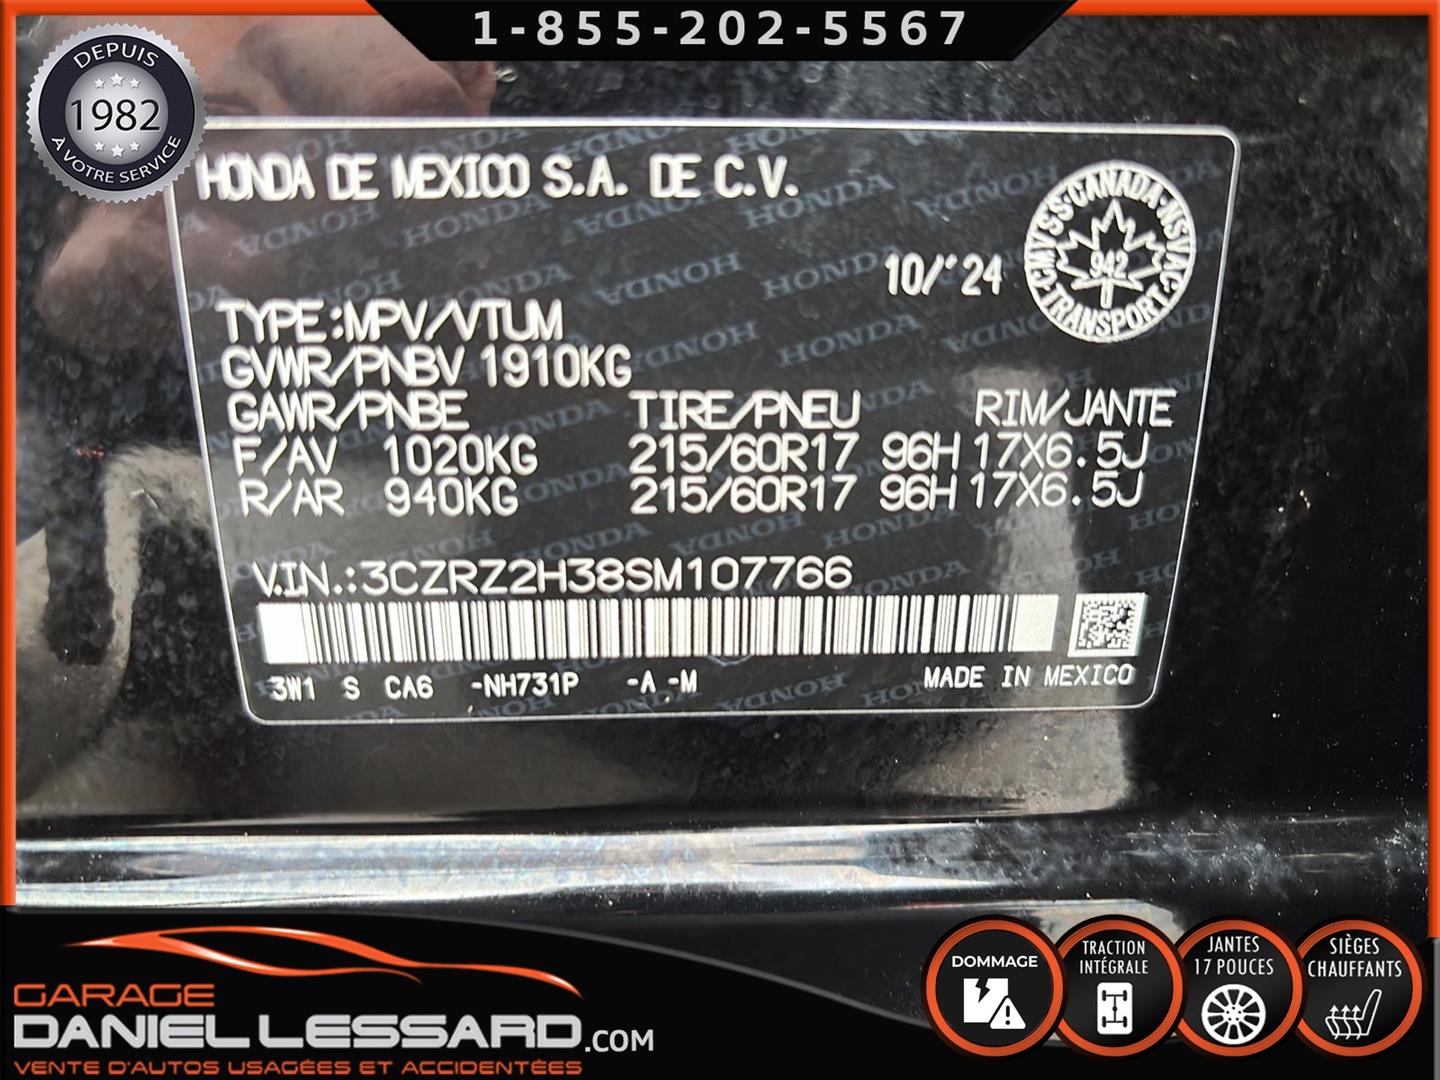 1-855-202-5567
DEPUIS
1982
À VOTRE SERVICE
HONDA DE MEXICO S.A. DE C.V.
10/'24
CMVSS·CANADA·NSVAC·TRANSPORT
942
TYPE:MPV/VTUM
GVWR/PNBV 1910KG
GAWR/PNBE TIRE/PNEU RIM/JANTE
F/AV 1020KG 215/60R17 96H 17X6.5J
R/AR 940KG 215/60R17 96H 17X6.5J
V.I.N.:3CZRZ2H38SM107766
3W1 S CA6 -NH731P -A -M MADE IN MEXICO
GARAGE
DANIEL LESSARD.COM
VENTE D'AUTOS USAGÉES ET ACCIDENTÉES
DOMMAGE
TRACTION
INTÉGRALE
JANTES
17 POUCES
SIÈGES
CHAUFFANTS